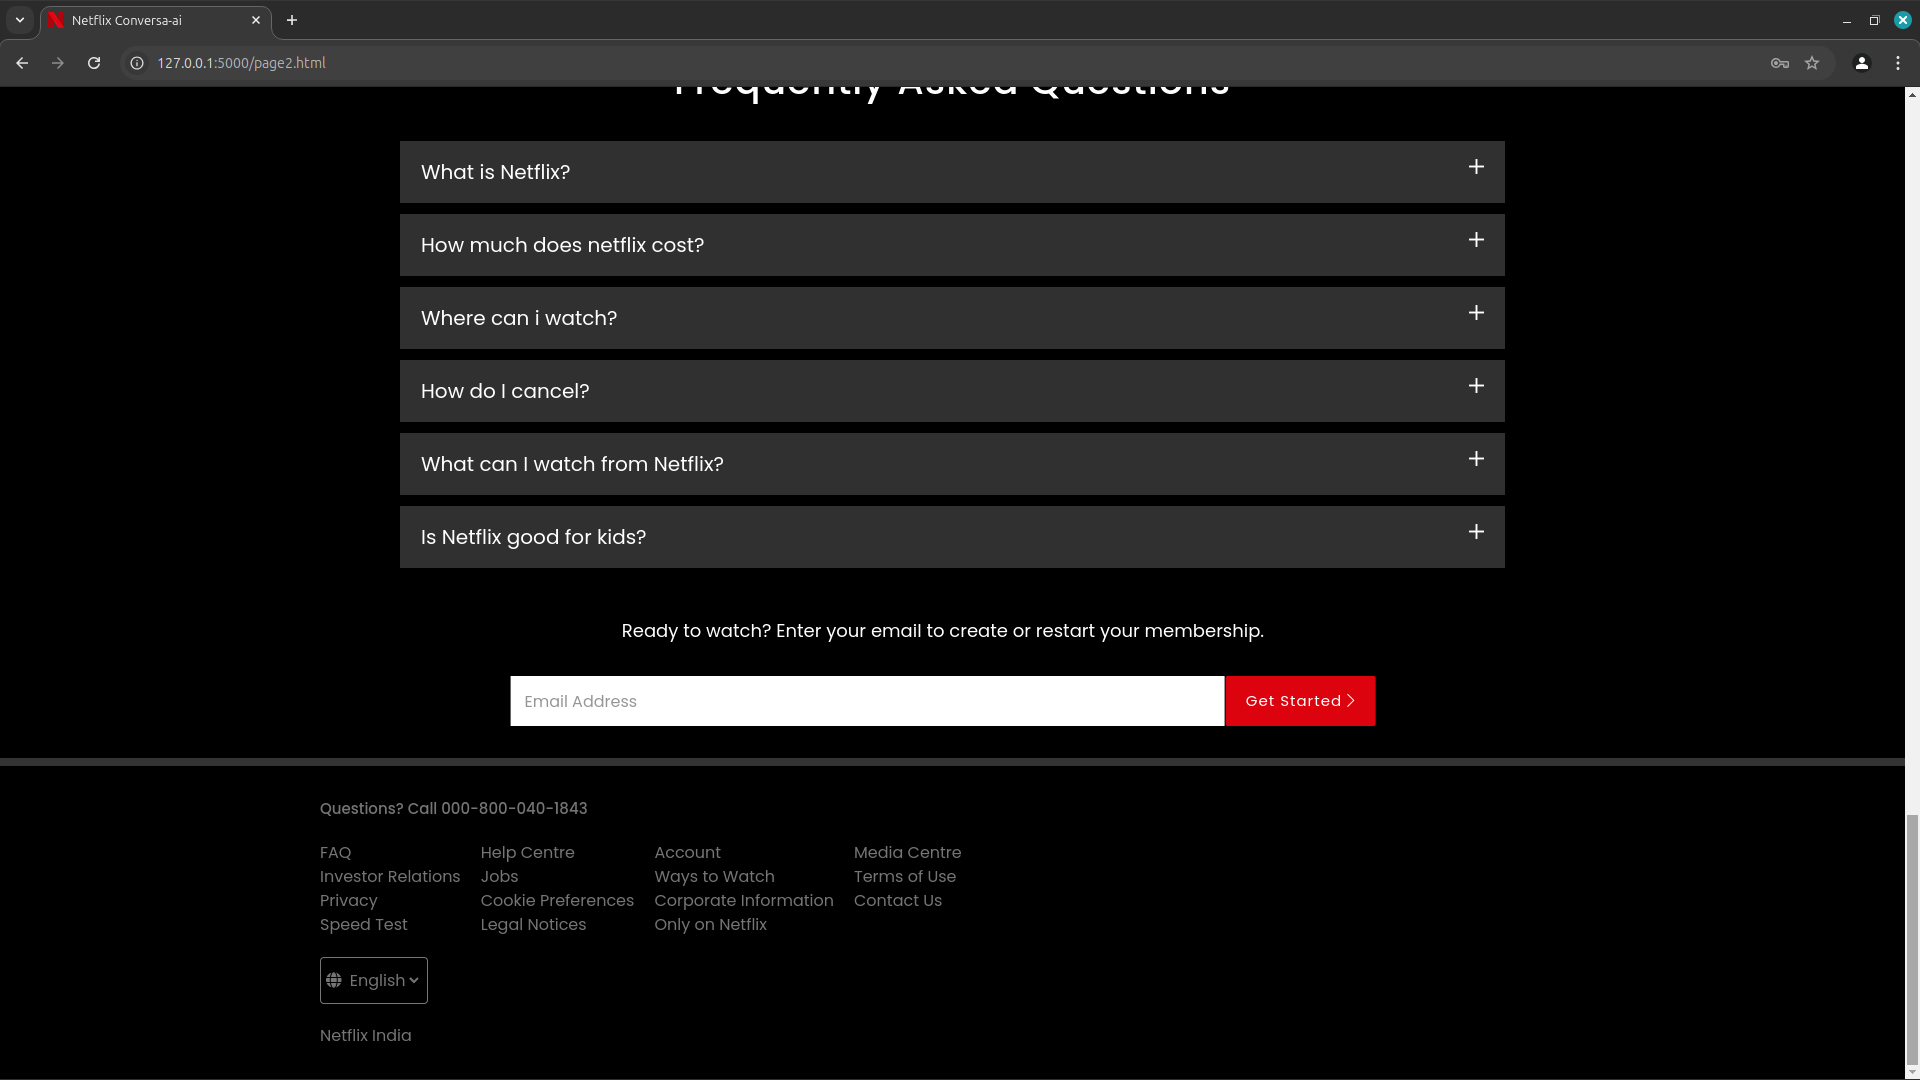 Netflix Conversa-ai
127.0.0.1:5000/page2.html
Frequently Asked Questions
What is Netflix?
How much does netflix cost?
Where can i watch?
How do I cancel?
What can I watch from Netflix?
Is Netflix good for kids?
Ready to watch? Enter your email to create or restart your membership.
Email Address
Get Started
Questions? Call 000-800-040-1843
FAQ Help Centre Account Media Centre
Investor Relations Jobs Ways to Watch Terms of Use
Privacy Cookie Preferences Corporate Information Contact Us
Speed Test Legal Notices Only on Netflix
English
Netflix India